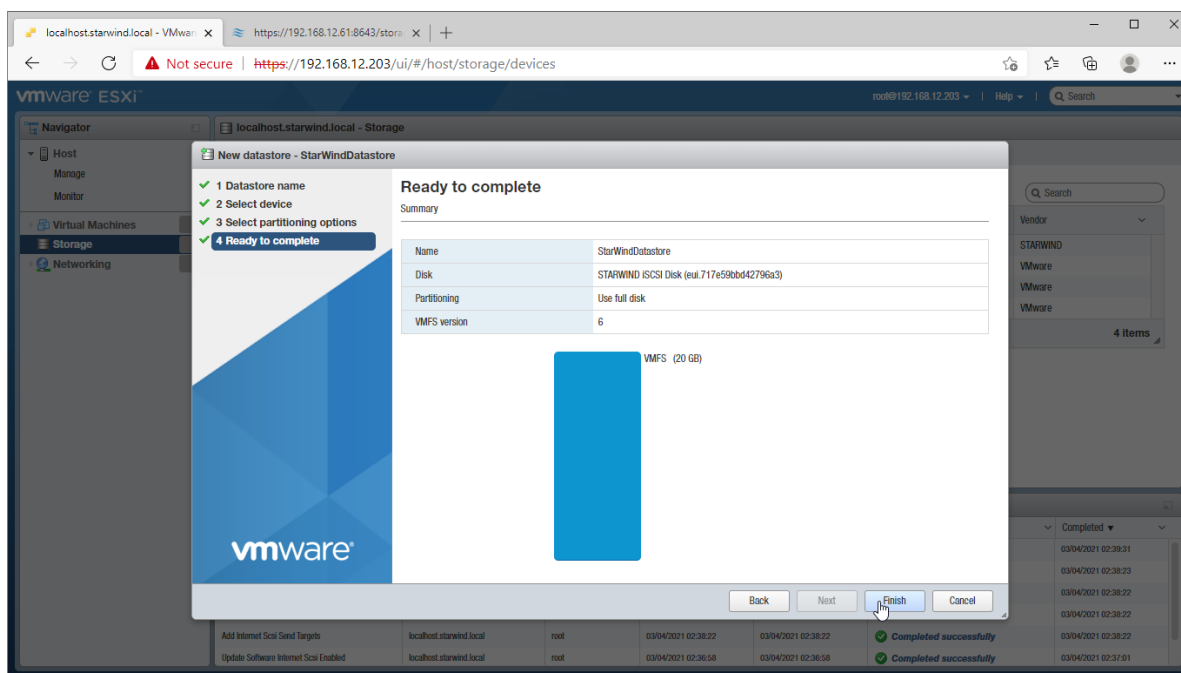 localhost.starwind.local - VMwar
https://192.168.12.61:8643/stora
Not secure | https://192.168.12.203/ui/#/host/storage/devices
vmware ESXi™
root@192.168.12.203 | Help | Search
Navigator
localhost.starwind.local - Storage
Host
Manage
Monitor
Virtual Machines
Storage
Networking
New datastore - StarWindDatastore
1 Datastore name
2 Select device
3 Select partitioning options
4 Ready to complete
vmware®
Ready to complete
Summary
Name StarWindDatastore
Disk STARWIND iSCSI Disk (eui.717e59bbd42796a3)
Partitioning Use full disk
VMFS version 6
VMFS (20 GB)
Back Next Finish Cancel
Search
Vendor
STARWIND
VMware
VMware
VMware
4 items
Completed
03/04/2021 02:39:31
03/04/2021 02:38:23
03/04/2021 02:38:22
03/04/2021 02:38:22
Add Internet Scsi Send Targets localhost.starwind.local root 03/04/2021 02:38:22 03/04/2021 02:38:22 Completed successfully 03/04/2021 02:38:22
Update Software Internet Scsi Enabled localhost.starwind.local root 03/04/2021 02:36:58 03/04/2021 02:36:58 Completed successfully 03/04/2021 02:37:01